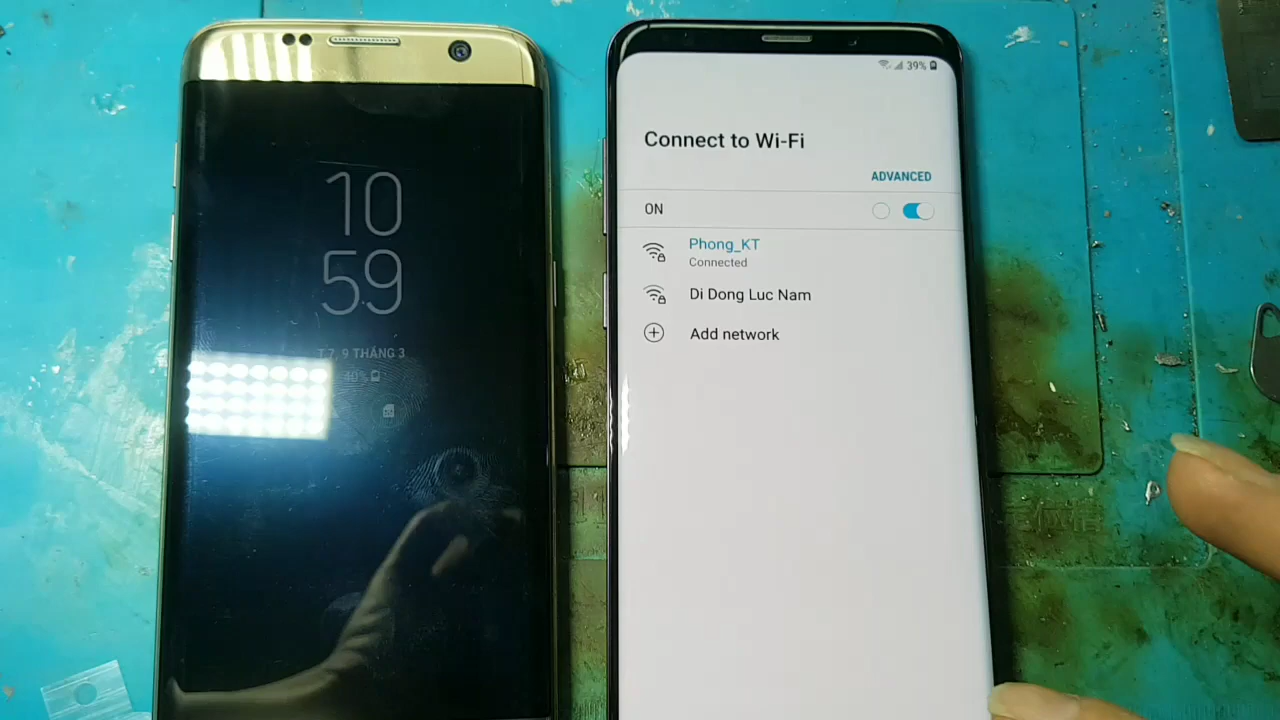 10
59
T.7, 9 THÁNG 3
40%
39%
Connect to Wi-Fi
ADVANCED
ON
Phong_KT
Connected
Di Dong Luc Nam
Add network